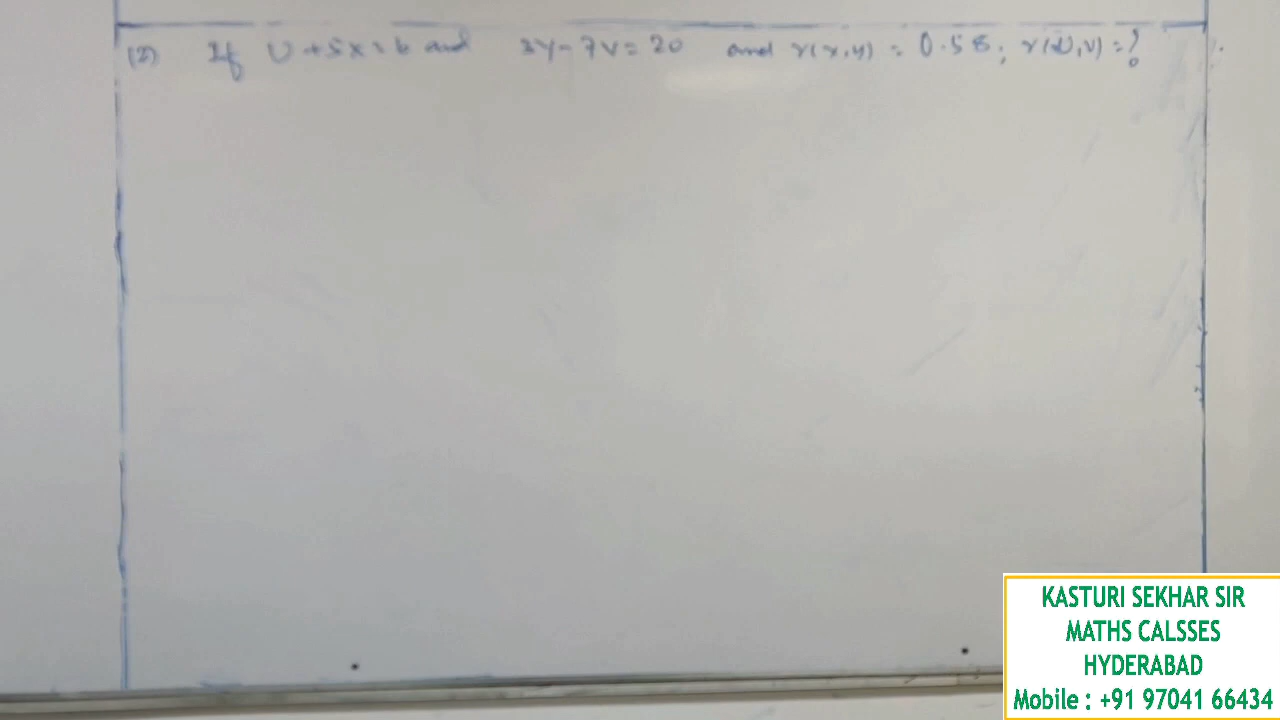 (2) If U + 5x = 6 and 3Y - 7V = 20 and r(x,y) = 0.58; r(U,V) = ?
KASTURI SEKHAR SIR
MATHS CALSSES
HYDERABAD
Mobile : +91 97041 66434